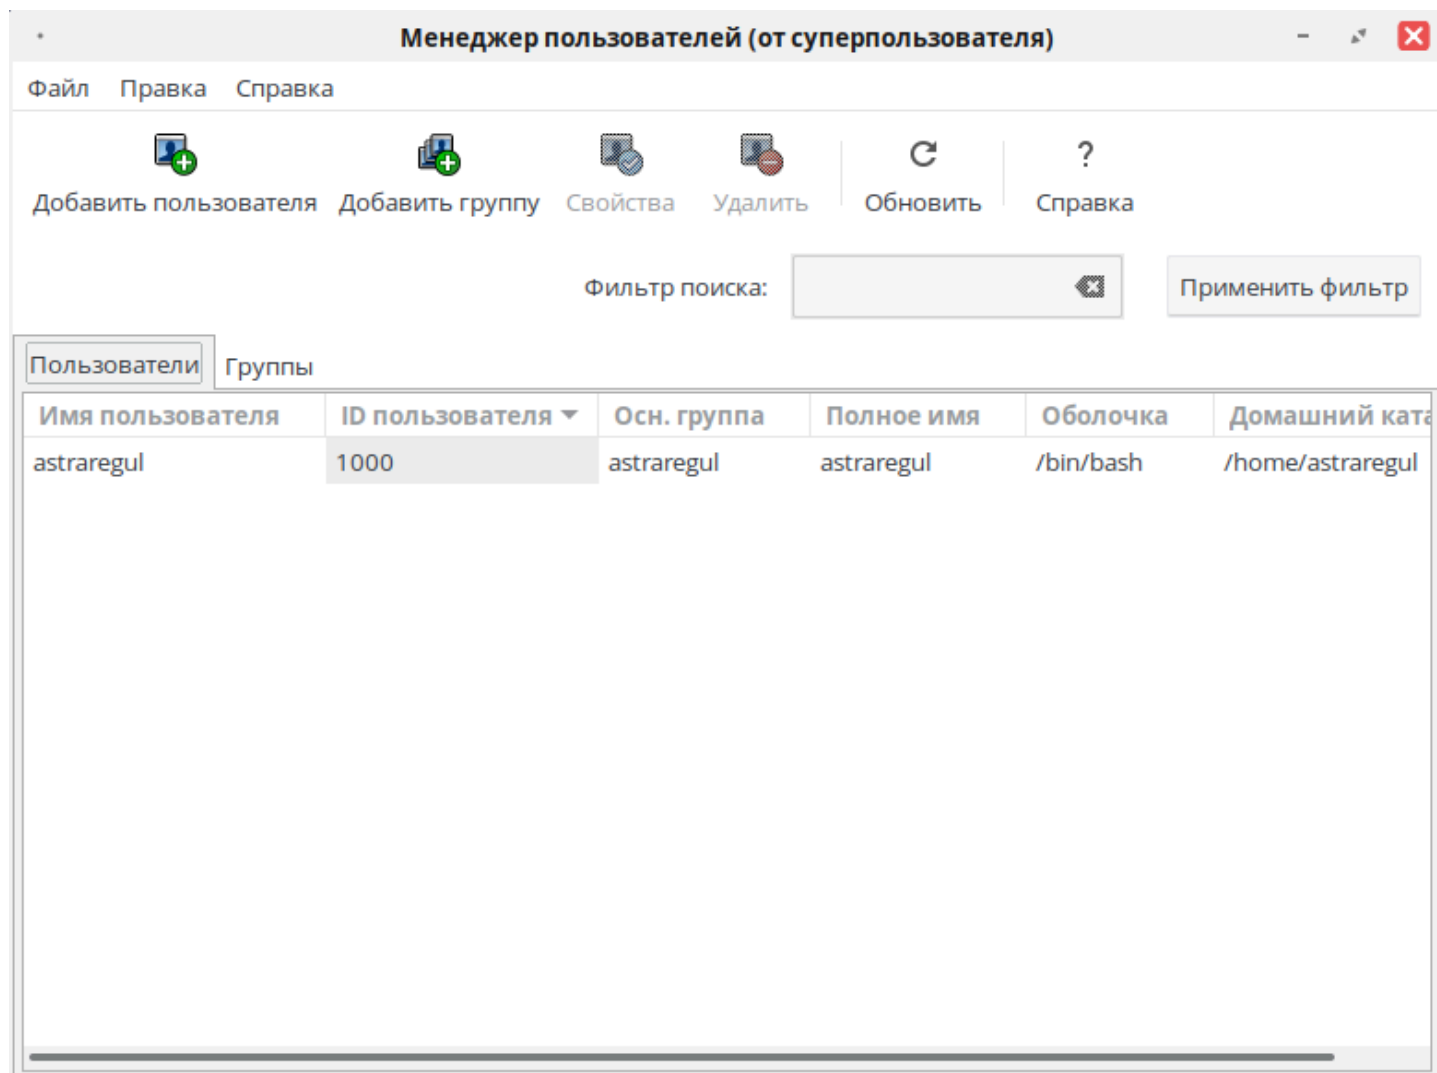 Менеджер пользователей (от суперпользователя)
Файл Правка Справка
Добавить пользователя Добавить группу Свойства Удалить Обновить Справка
Фильтр поиска: Применить фильтр
Пользователи Группы
Имя пользователя ID пользователя Осн. группа Полное имя Оболочка Домашний ката
astraregul 1000 astraregul astraregul /bin/bash /home/astraregul